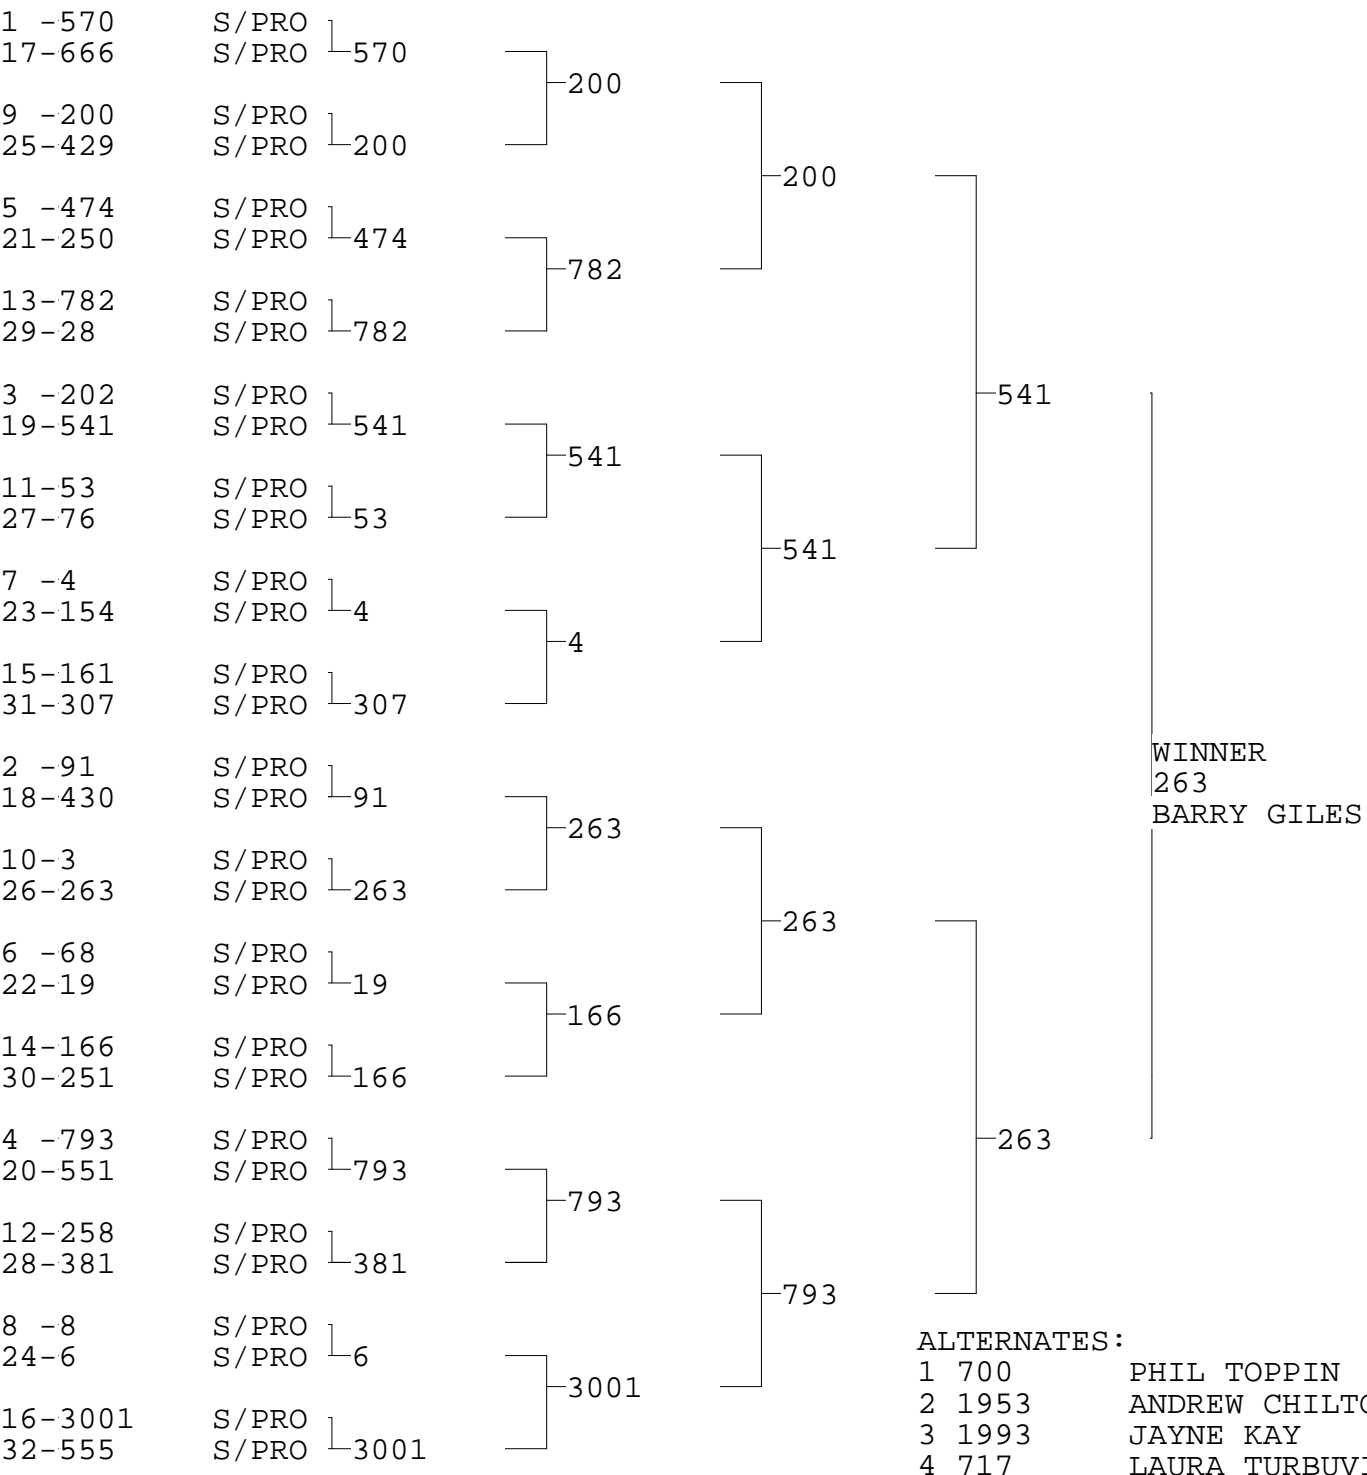 1 -570 S/PRO
17-666 S/PRO 570
200
9 -200 S/PRO
25-429 S/PRO 200
200
5 -474 S/PRO
21-250 S/PRO 474
782
13-782 S/PRO
29-28 S/PRO 782
3 -202 S/PRO
541
19-541 S/PRO 541
541
11-53 S/PRO
27-76 S/PRO 53
541
7 -4 S/PRO
23-154 S/PRO 4
4
15-161 S/PRO
31-307 S/PRO 307
WINNER
2 -91 S/PRO
263
18-430 S/PRO 91
BARRY GILES
263
10-3 S/PRO
26-263 S/PRO 263
263
6 -68 S/PRO
22-19 S/PRO 19
166
14-166 S/PRO
30-251 S/PRO 166
4 -793 S/PRO
263
20-551 S/PRO 793
793
12-258 S/PRO
28-381 S/PRO 381
793
8 -8 S/PRO
ALTERNATES:
24-6 S/PRO 6
1 700 PHIL TOPPIN
3001
2 1953 ANDREW
16-3001 S/PRO
3 1993 JAYNE KAY
32-555 S/PRO 3001
4 717 LAURA